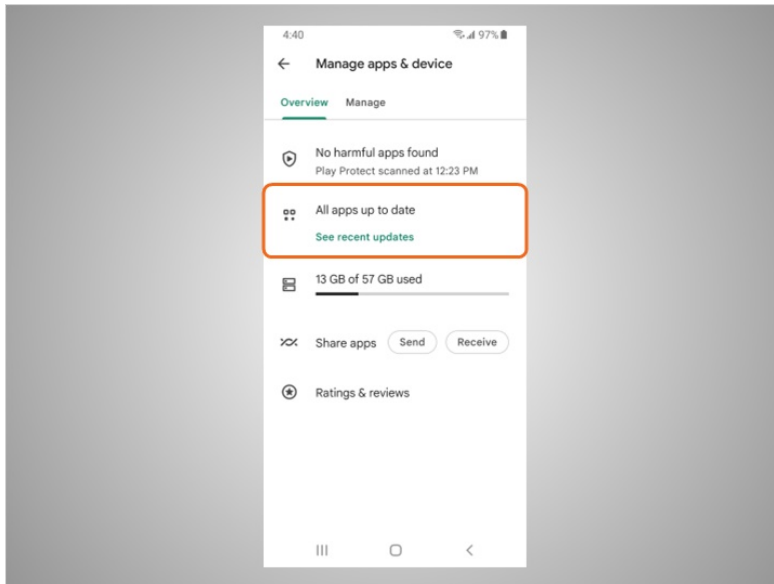 4:40 97%
Manage apps & device
Overview Manage
No harmful apps found
Play Protect scanned at 12:23 PM
All apps up to date
See recent updates
13 GB of 57 GB used
Share apps Send Receive
Ratings & reviews